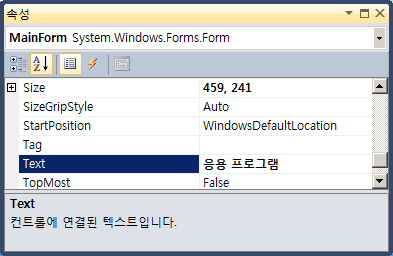 속성
MainForm System.Windows.Forms.Form
Size 459, 241
SizeGripStyle Auto
StartPosition WindowsDefaultLocation
Tag
Text 응용 프로그램
TopMost False
Text
컨트롤에 연결된 텍스트입니다.